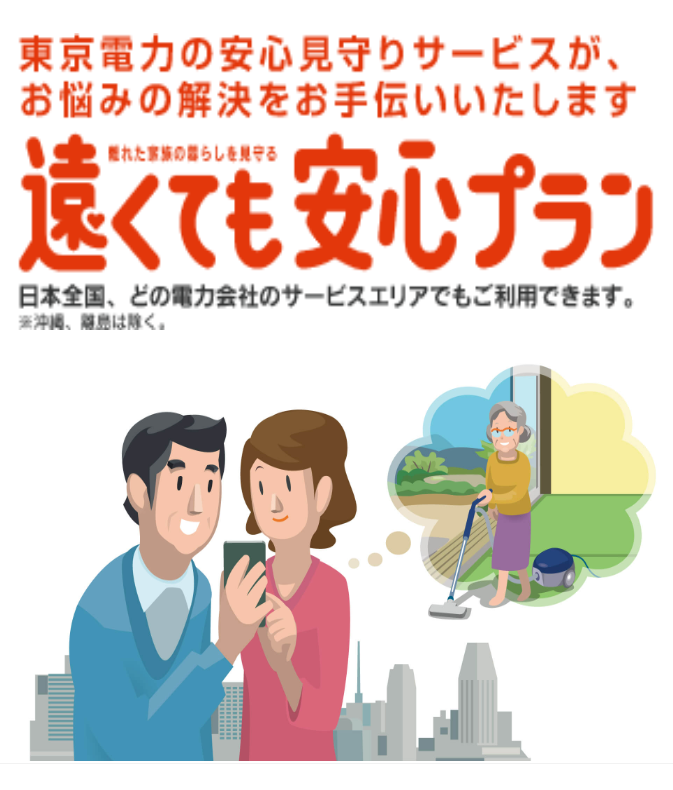 東京電力の安心見守りサービスが、
お悩みの解決をお手伝いいたします
離れた家族の暮らしを見守る
遠くても安心プラン
日本全国、どの電力会社のサービスエリアでもご利用できます。
※沖縄、離島は除く。